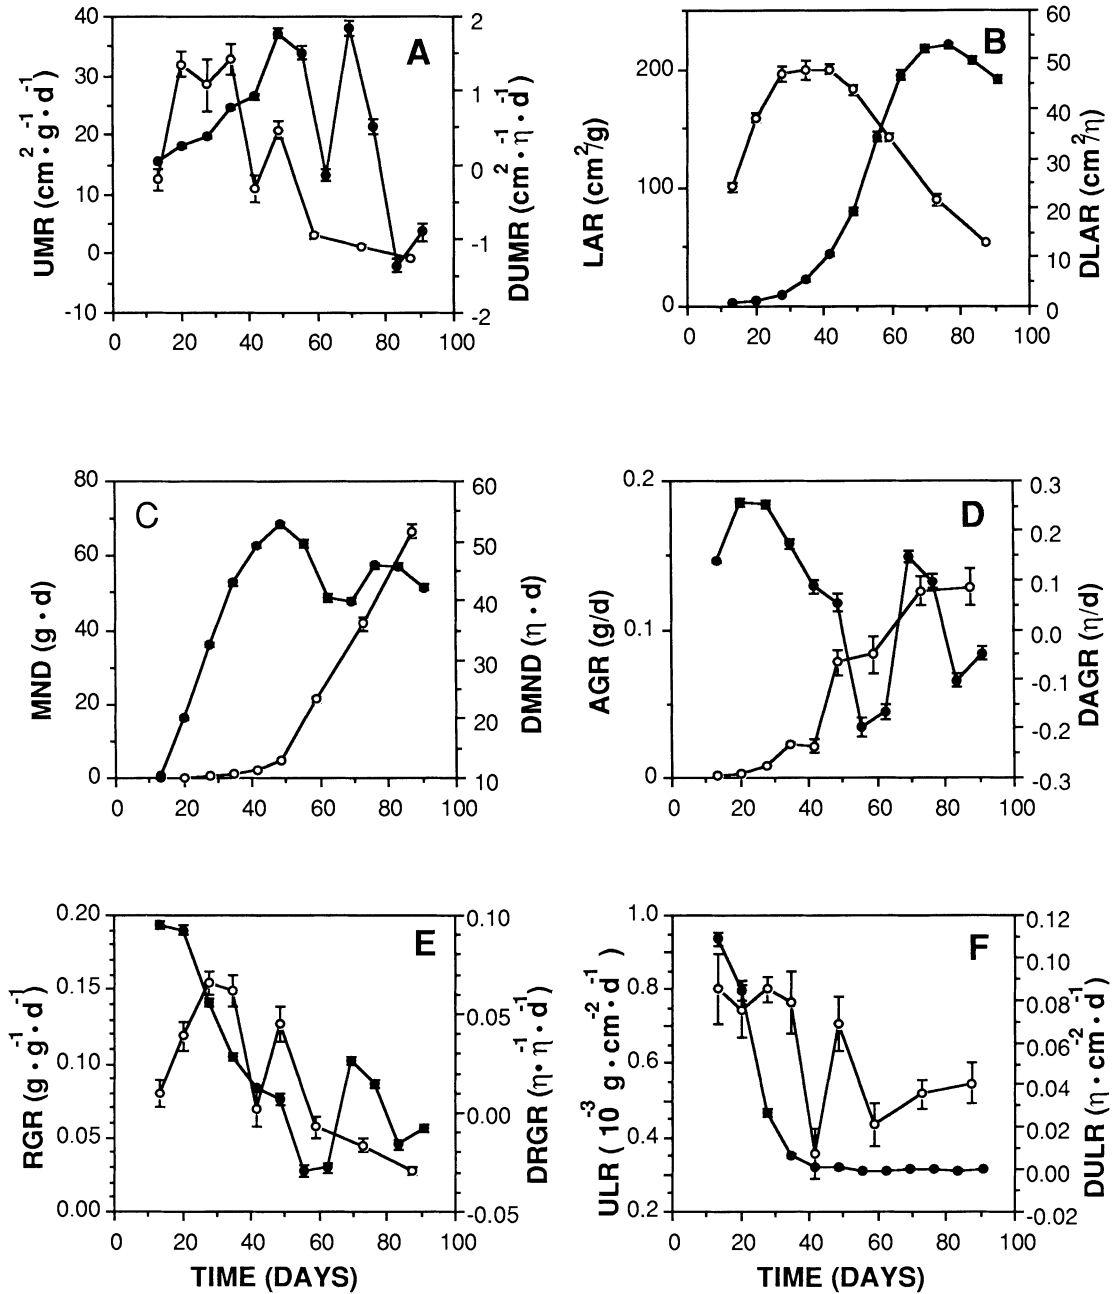 A
UMR (cm² · g⁻¹ · d⁻¹)
40
30
20
10
0
-10
2
1
0
-1
-2
DUMR (cm² · η⁻¹ · d⁻¹)
0 20 40 60 80 100
B
LAR (cm²/g)
200
100
0
60
50
40
30
20
10
0
DLAR (cm²/η)
0 20 40 60 80 100
C
MND (g · d)
80
60
40
20
0
60
50
40
30
20
10
DMND (η · d)
0 20 40 60 80 100
D
AGR (g/d)
0.2
0.1
0
0.3
0.2
0.1
0.0
-0.1
-0.2
-0.3
DAGR (η/d)
0 20 40 60 80 100
E
RGR (g · g⁻¹ · d⁻¹)
0.20
0.15
0.10
0.05
0.00
0.10
0.05
0.00
-0.05
DRGR (η · η⁻¹ · d⁻¹)
0 20 40 60 80 100
TIME (DAYS)
F
ULR ( 10⁻³ g · cm⁻² · d⁻¹ )
1.0
0.8
0.6
0.4
0.2
0.12
0.10
0.08
0.06
0.04
0.02
0.00
-0.02
DULR (η · cm⁻² · d⁻¹)
0 20 40 60 80 100
TIME (DAYS)